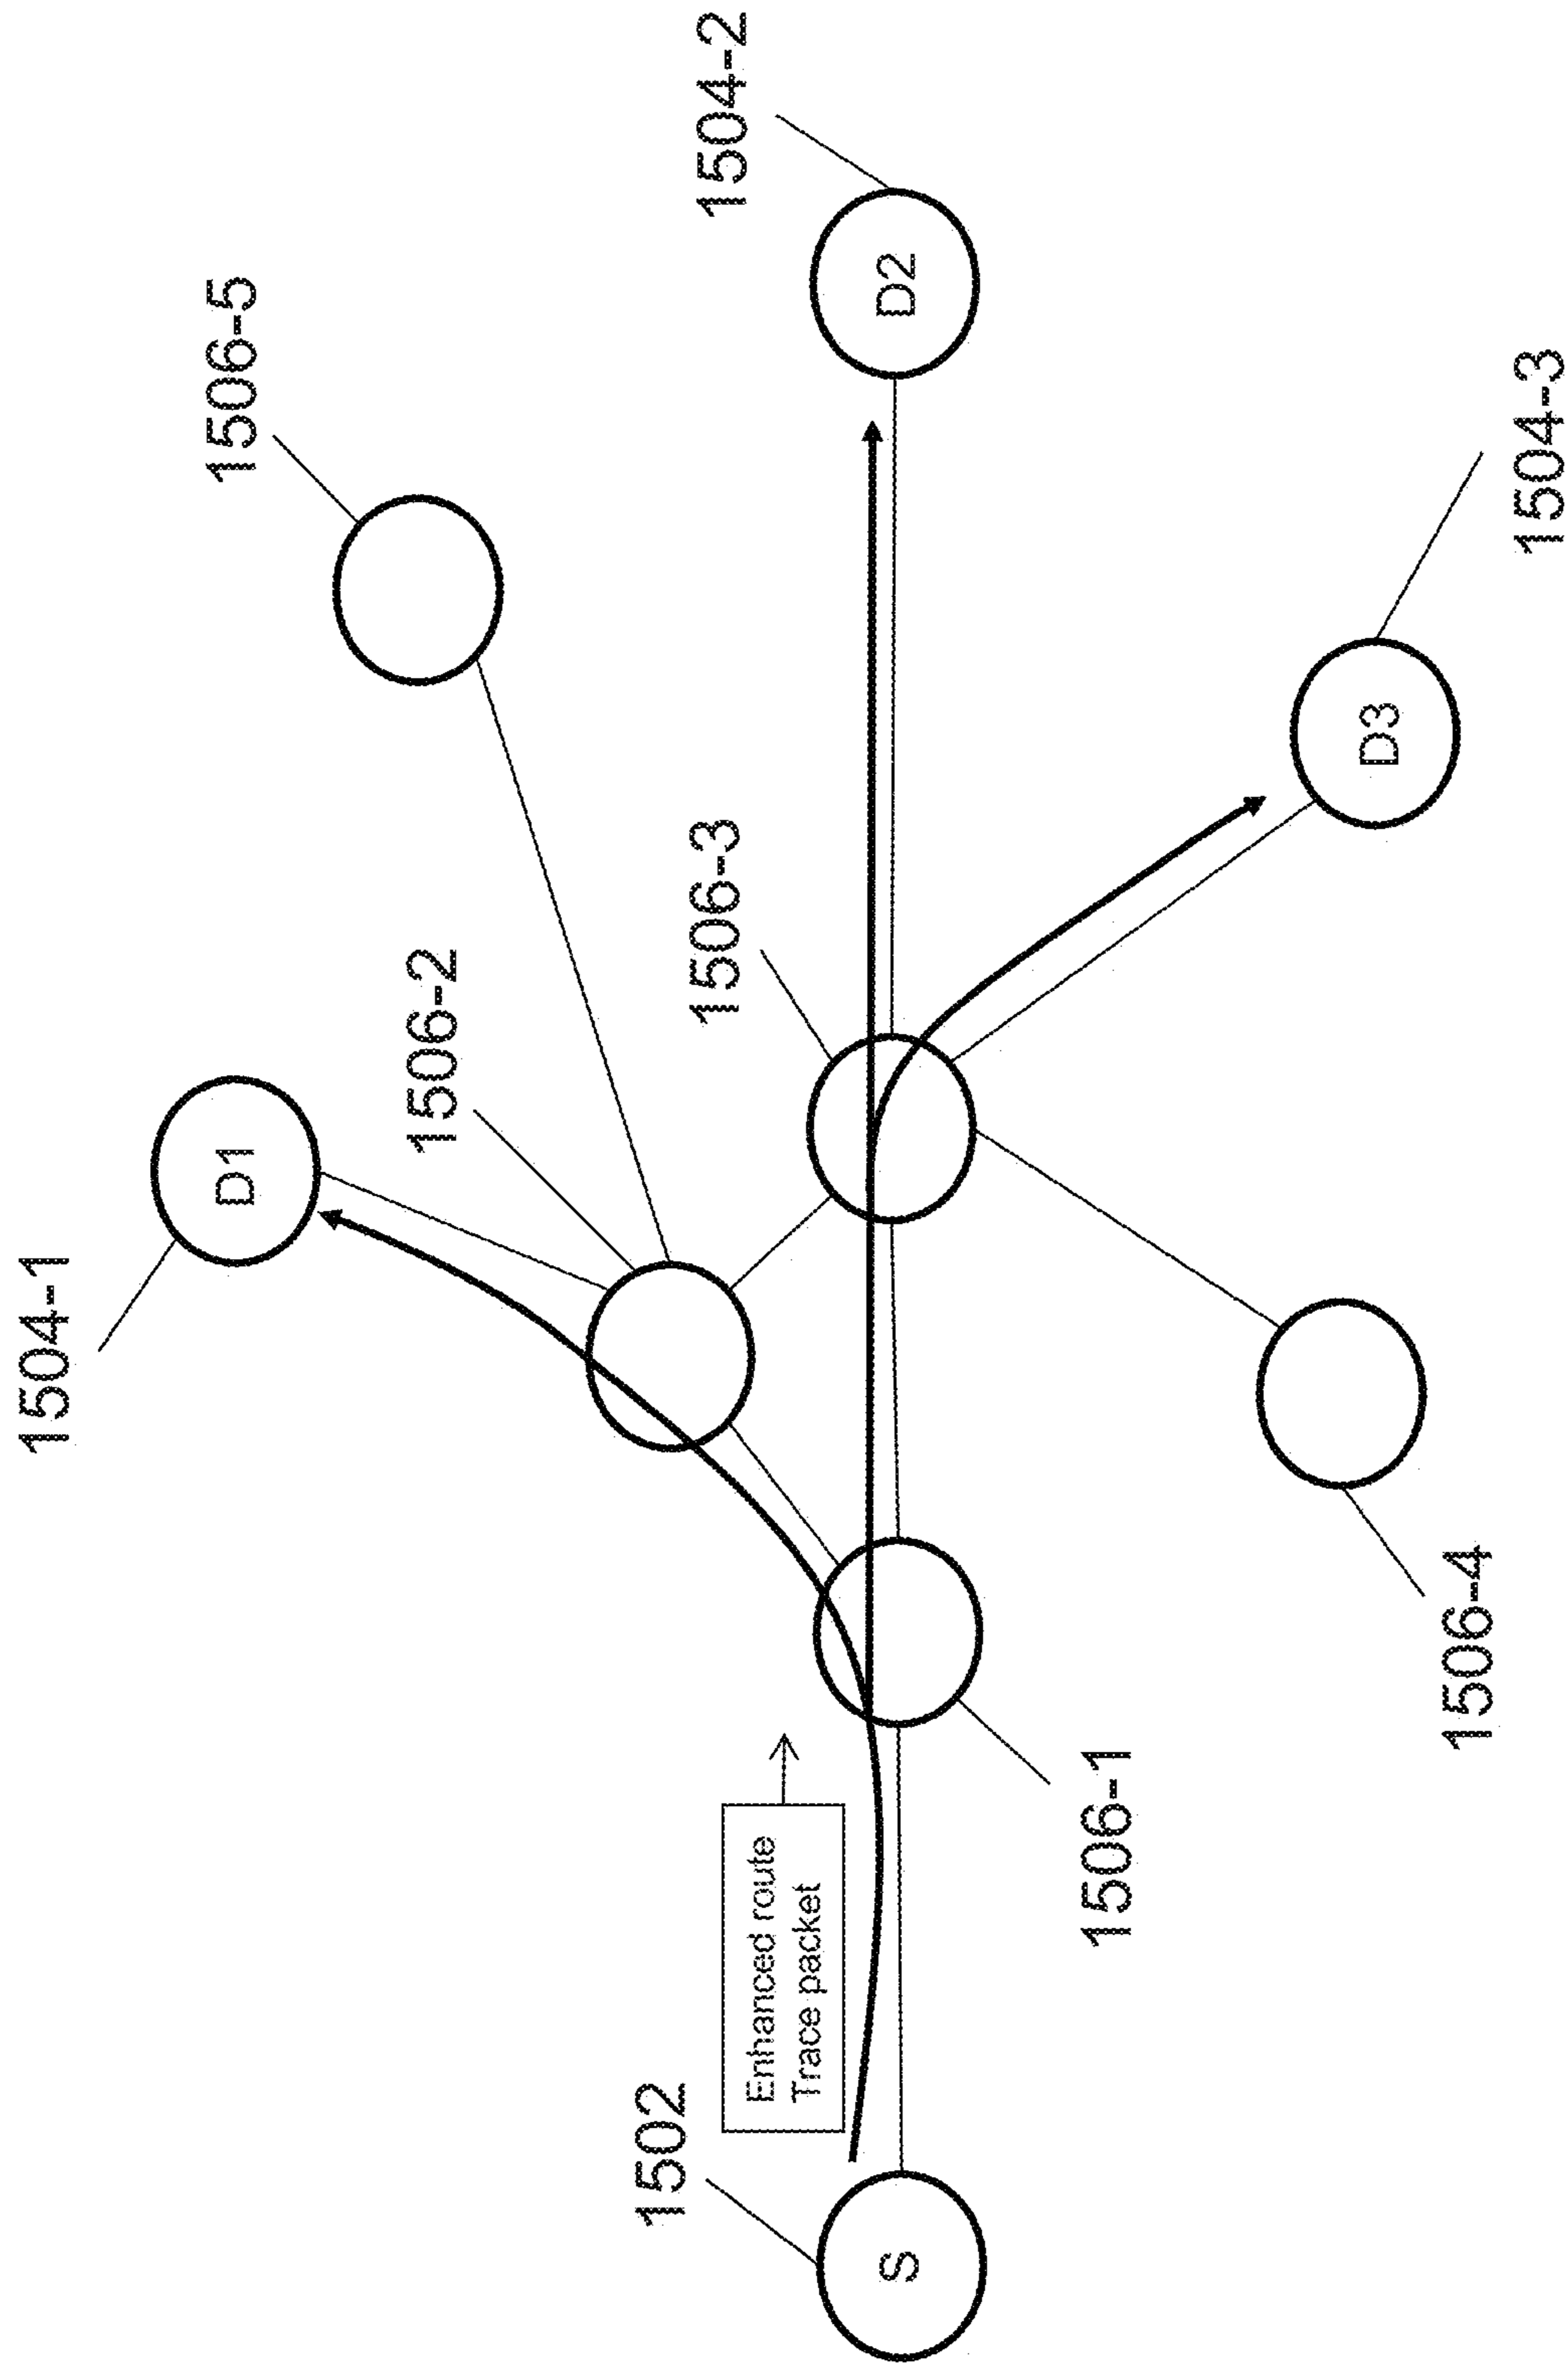 1502
S
Enhanced route
Trace packet
1506-1
1506-4
1504-1
D1
1506-2
1506-3
1506-5
D3
1504-3
D2
1504-2